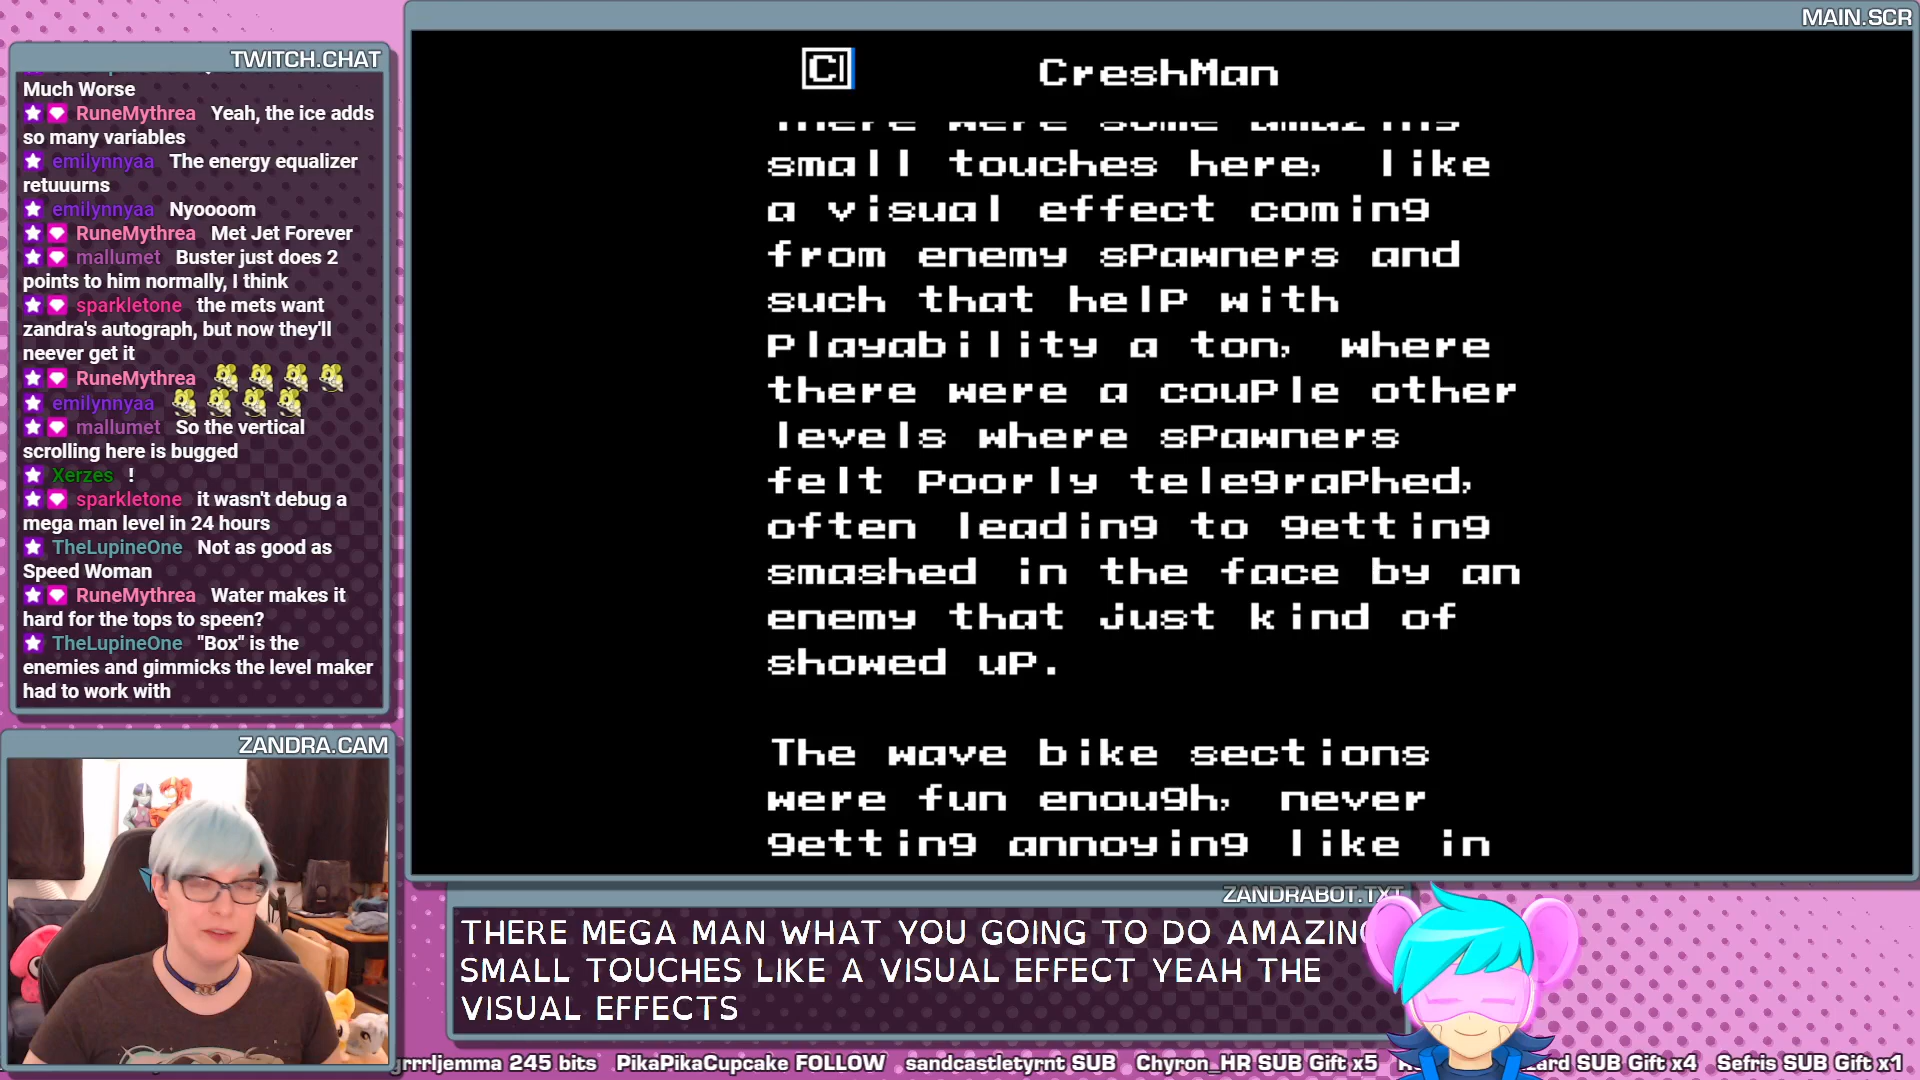 MAIN.SCR
TWITCH.CHAT
Much Worse
RuneMythrea Yeah, the ice adds
so many variables
emilynnyaa The energy equalizer
retuuurns
emilynnyaa Nyoooom
RuneMythrea Met Jet Forever
mallumet Buster just does 2
points to him normally, I think
sparkletone the mets want
zandra's autograph, but now they'll
neever get it
RuneMythrea
emilynnyaa
mallumet So the vertical
scrolling here is bugged
Xerzes !
sparkletone it wasn't debug a
mega man level in 24 hours
TheLupineOne Not as good as
Speed Woman
RuneMythrea Water makes it
hard for the tops to speen?
TheLupineOne "Box" is the
enemies and gimmicks the level maker
had to work with
CreshMan
There were some amazing
small touches here, like
a visual effect coming
from enemy spawners and
such that help with
playability a ton, where
there were a couple other
levels where spawners
felt poorly telegraphed,
often leading to getting
smashed in the face by an
enemy that just kind of
showed up.
The wave bike sections
were fun enough, never
getting annoying like in
ZANDRA.CAM
ZANDRABOT.TXT
THERE MEGA MAN WHAT YOU GOING TO DO AMAZING
SMALL TOUCHES LIKE A VISUAL EFFECT YEAH THE
VISUAL EFFECTS
grrrljemma 245 bits PikaPikaCupcake FOLLOW sandcastletyrnt SUB Chyron_HR SUB Gift x5 SUB Gift x4 Sefris SUB Gift x1